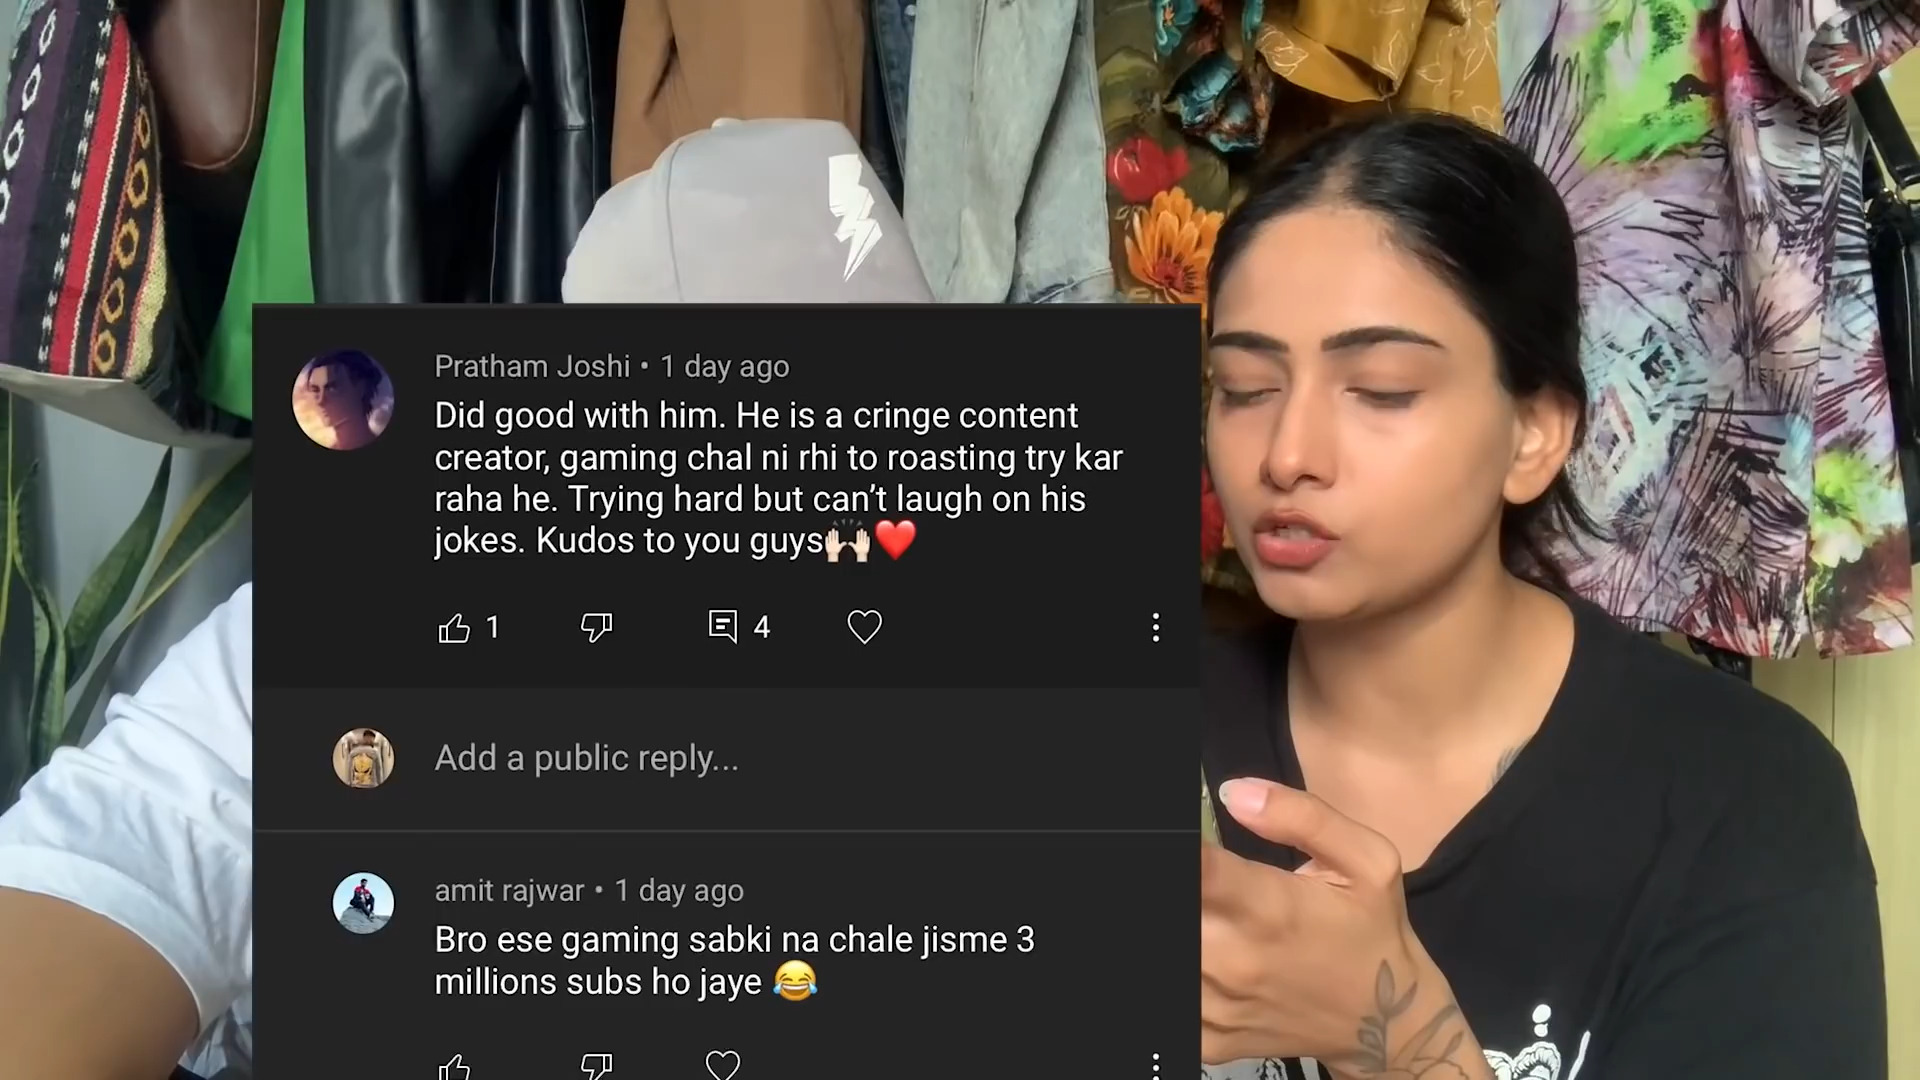 Pratham Joshi • 1 day ago
Did good with him. He is a cringe content
creator, gaming chal ni rhi to roasting try kar
raha he. Trying hard but can’t laugh on his
jokes. Kudos to you guys🙌🏻❤️
1
4
Add a public reply...
amit rajwar • 1 day ago
Bro ese gaming sabki na chale jisme 3
millions subs ho jaye 😂